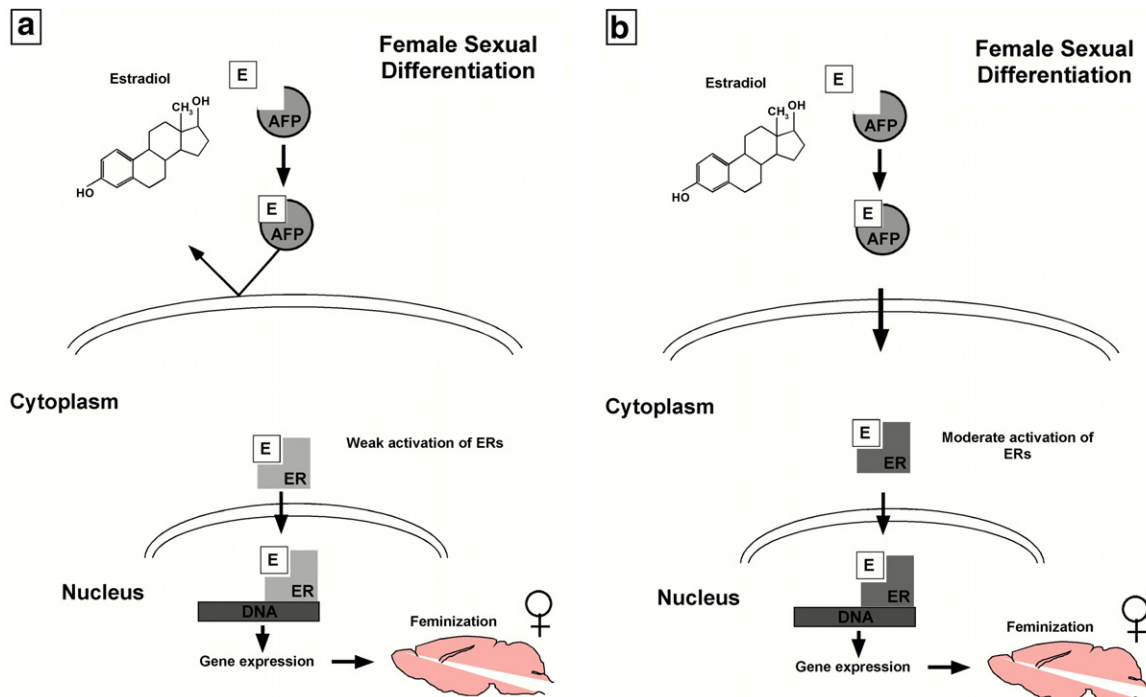 a
Female Sexual
Differentiation
Estradiol
E
AFP
CH3
OH
HO
E
AFP
Cytoplasm
E
ER
Weak activation of ERs
E
ER
Nucleus
DNA
Feminization
Gene expression
b
Female Sexual
Differentiation
Estradiol
E
AFP
CH3
OH
HO
E
AFP
Cytoplasm
E
ER
Moderate activation of
ERs
E
ER
Nucleus
DNA
Feminization
Gene expression